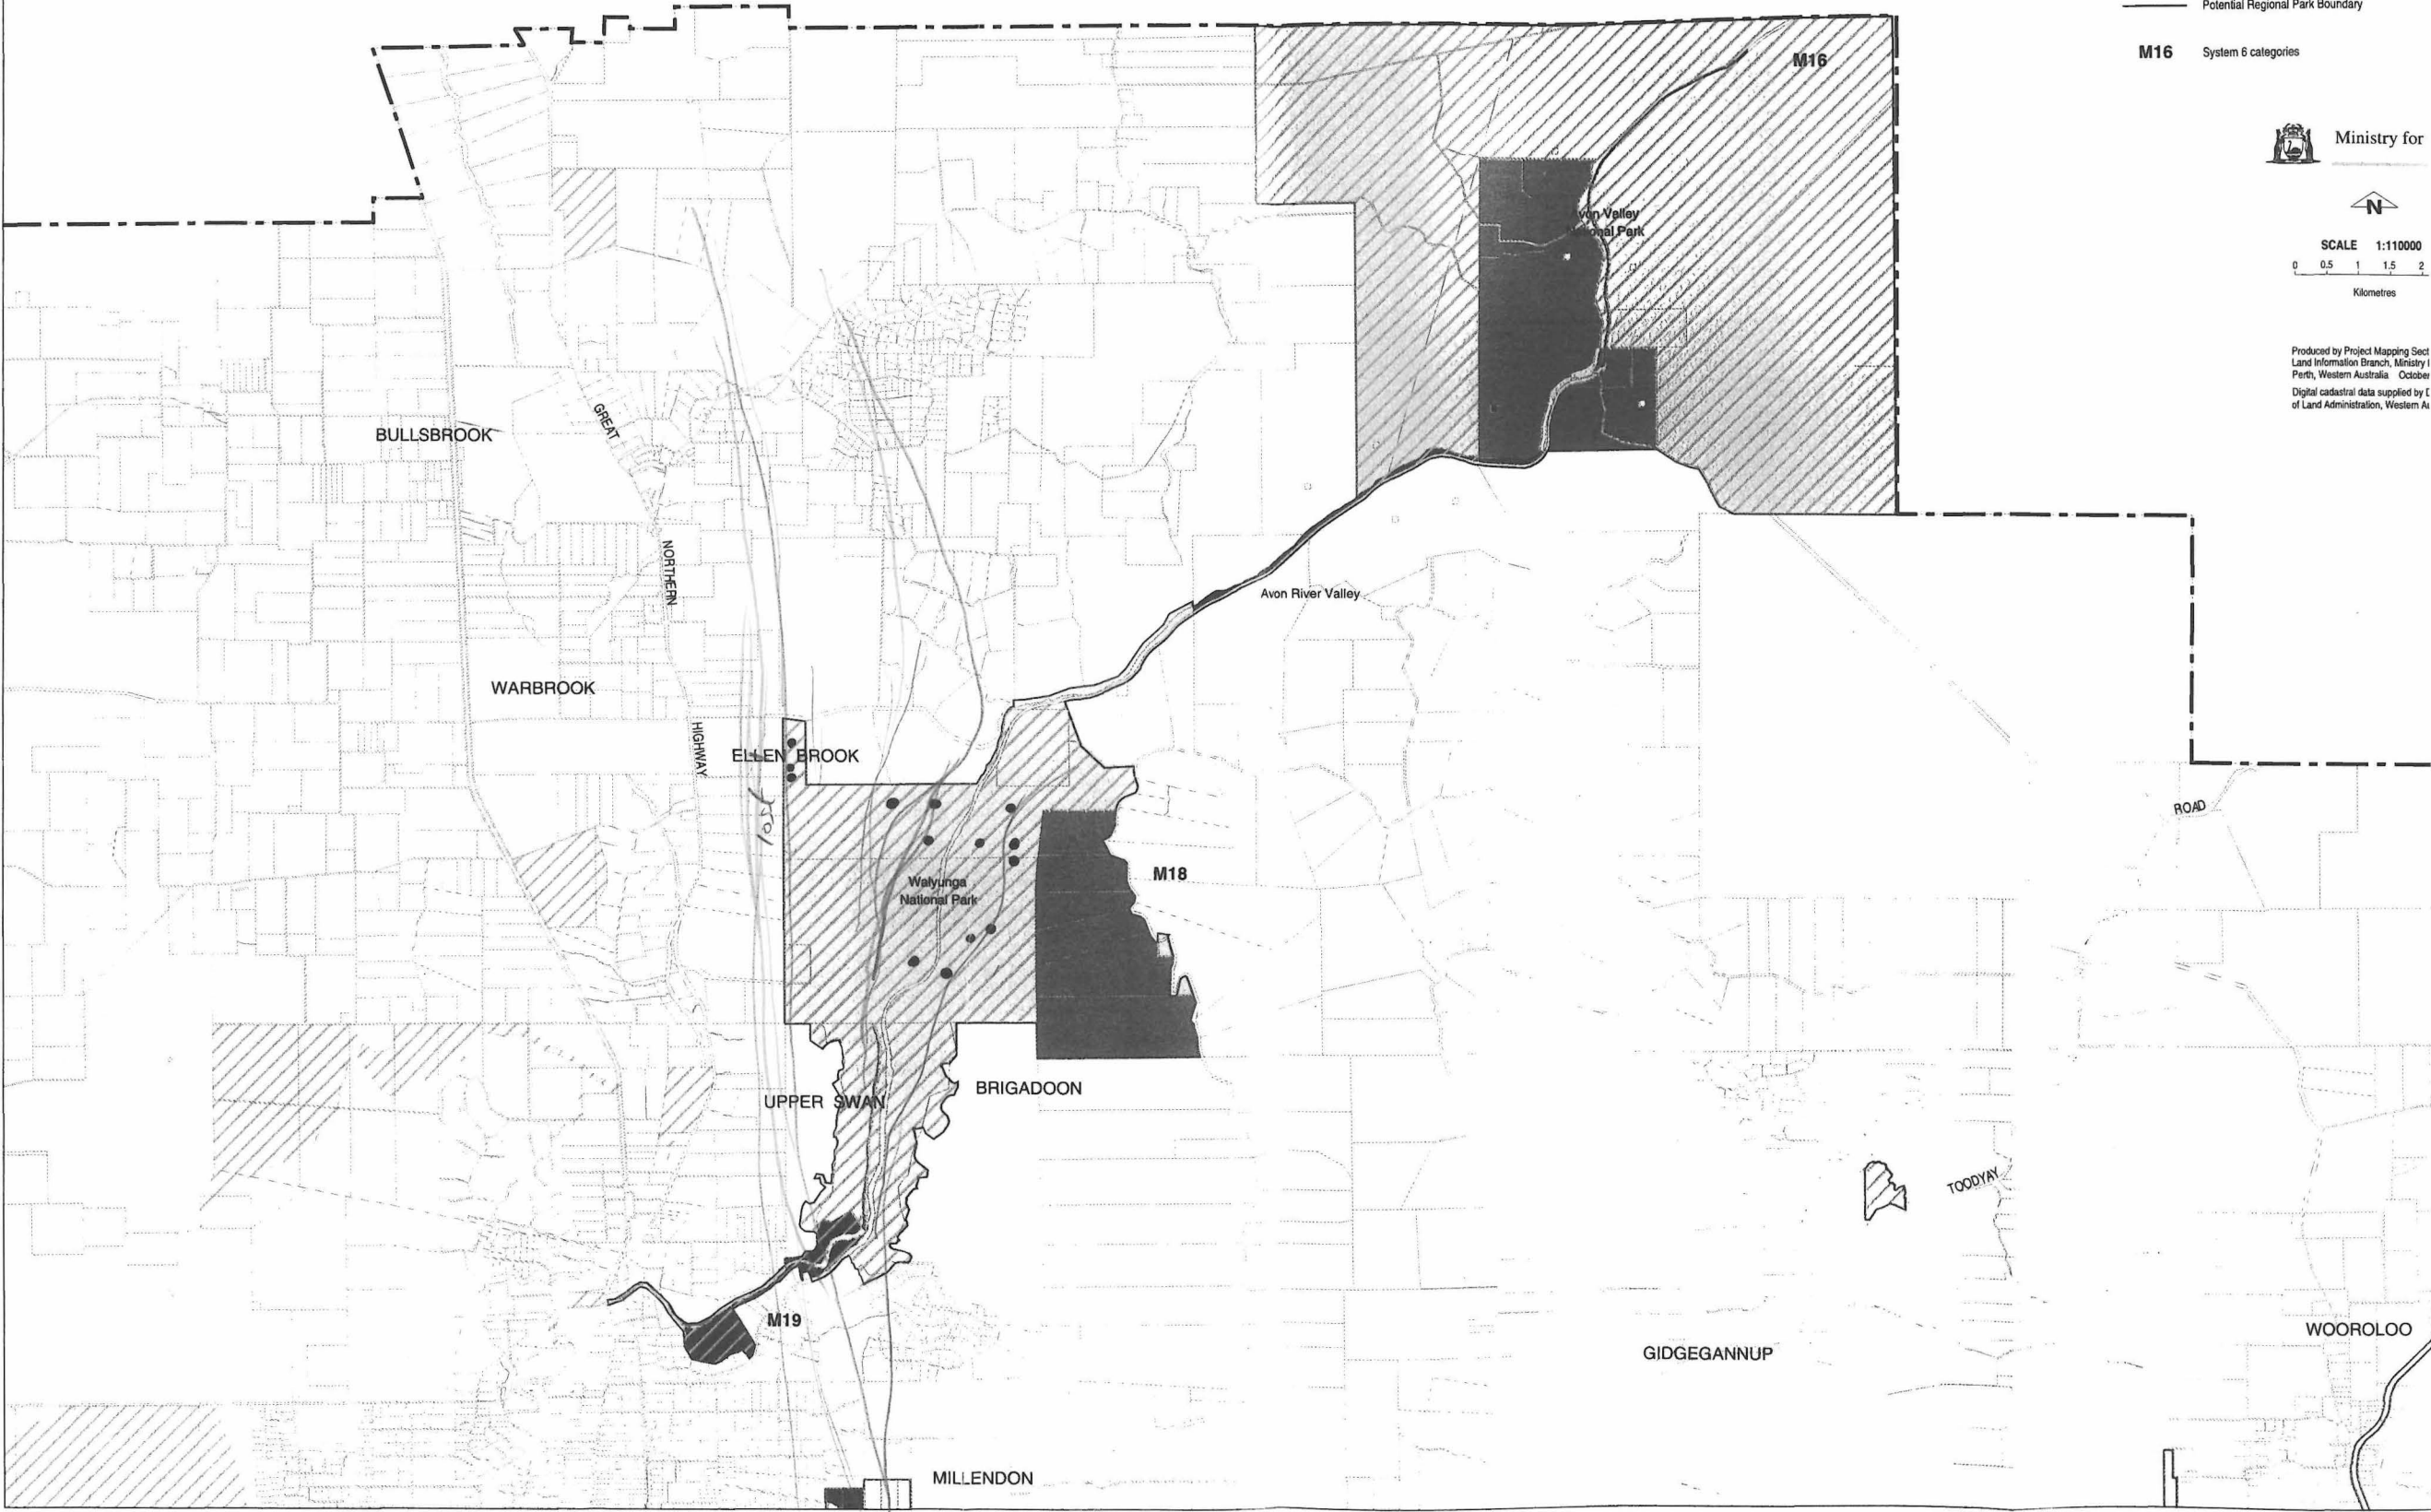 Potential Regional Park Boundary
M16 System 6 categories
Ministry for
N
SCALE 1:110000
0 0.5 1 1.5 2
Kilometres
Produced by Project Mapping Sect
Land Information Branch, Ministry
Perth, Western Australia October
Digital cadastral data supplied by
of Land Administration, Western
M16
von Valley
onal Park
BULLSBROOK
GREAT
NORTHERN
HIGHWAY
Avon River Valley
WARBROOK
ELLEN BROOK
ROAD
M18
Walyunga
National Park
BRIGADOON
UPPER SWAN
TOODYAY
M19
WOOROLOO
GIDGEGANNUP
MILLENDON